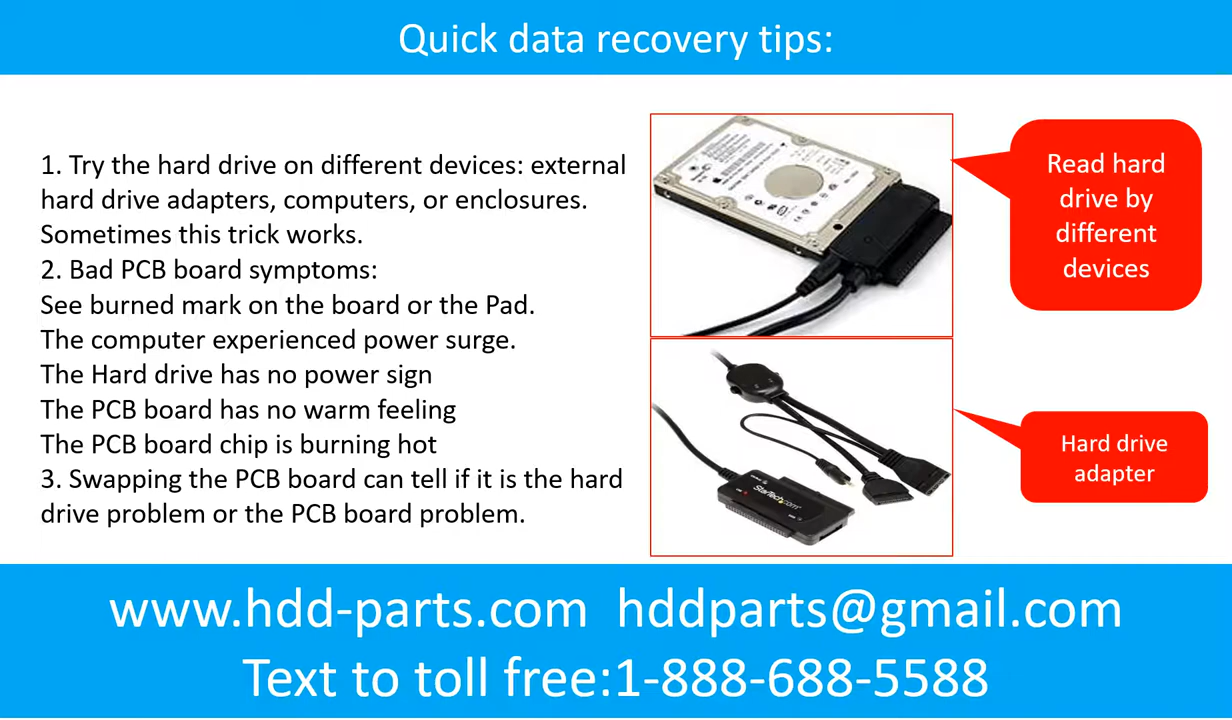 Quick data recovery tips:
1. Try the hard drive on different devices: external
hard drive adapters, computers, or enclosures.
Sometimes this trick works.
2. Bad PCB board symptoms:
See burned mark on the board or the Pad.
The computer experienced power surge.
The Hard drive has no power sign
The PCB board has no warm feeling
The PCB board chip is burning hot
3. Swapping the PCB board can tell if it is the hard
drive problem or the PCB board problem.
Read hard
drive by
different
devices
StarTech.com
Hard drive
adapter
www.hdd-parts.com hddparts@gmail.com
Text to toll free:1-888-688-5588